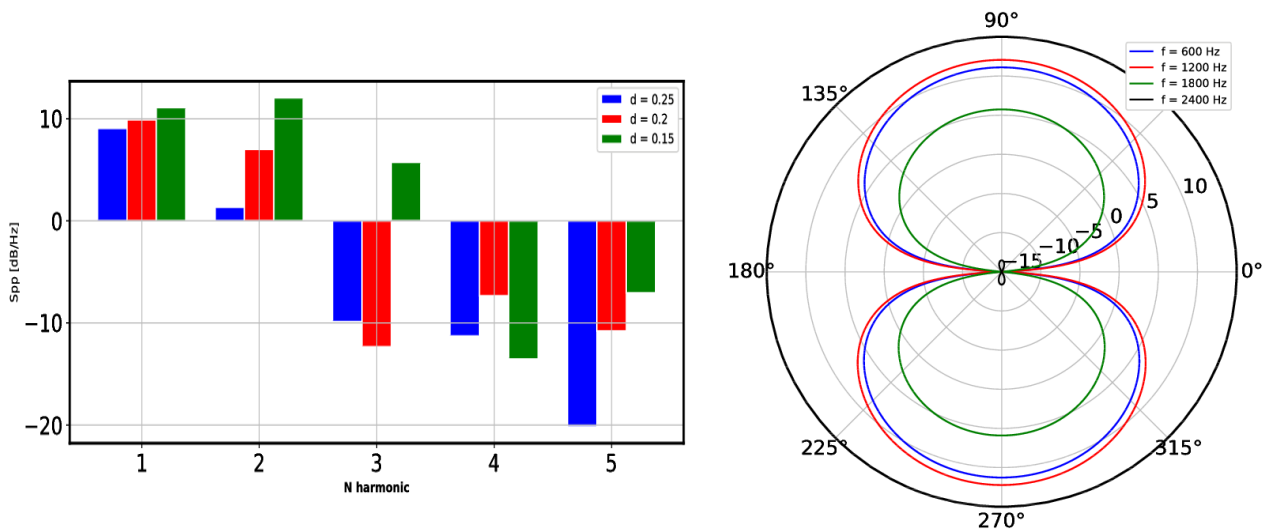 10
0
−10
−20
Spp [dB/Hz]
1 2 3 4 5
N harmonic
d = 0.25
d = 0.2
d = 0.15
90°
135°
180°
225°
270°
315°
0°
−15
−10
−5
0
5
10
f = 600 Hz
f = 1200 Hz
f = 1800 Hz
f = 2400 Hz